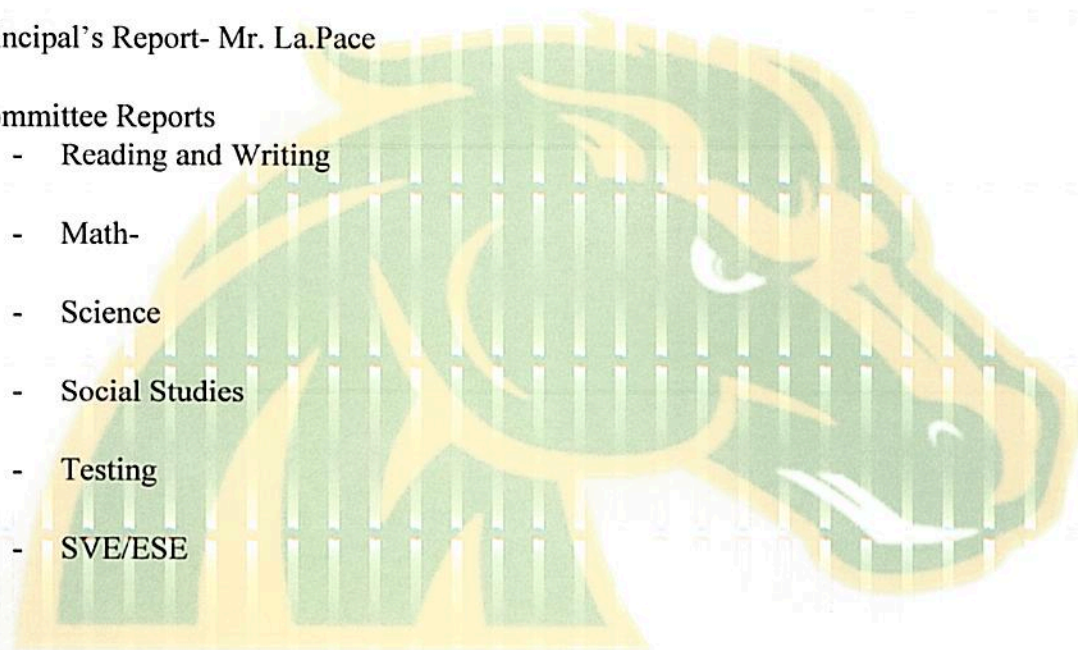 ncipal's Report- Mr. La.Pace
mmittee Reports
- Reading and Writing
- Math-
- Science
- Social Studies
- Testing
- SVE/ESE